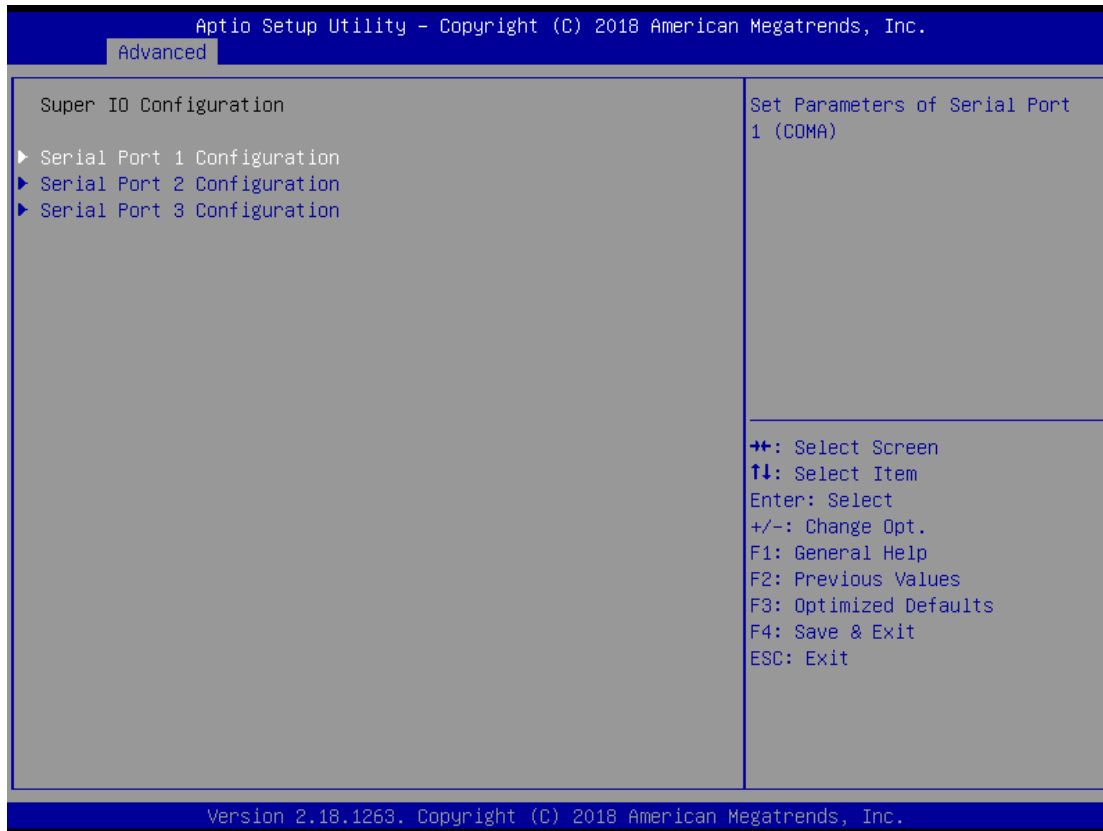 Aptio Setup Utility – Copyright (C) 2018 American Megatrends, Inc.
Advanced
Super IO Configuration
▶ Serial Port 1 Configuration
▶ Serial Port 2 Configuration
▶ Serial Port 3 Configuration
Set Parameters of Serial Port
1 (COMA)
→←: Select Screen
↑↓: Select Item
Enter: Select
+/-: Change Opt.
F1: General Help
F2: Previous Values
F3: Optimized Defaults
F4: Save & Exit
ESC: Exit
Version 2.18.1263. Copyright (C) 2018 American Megatrends, Inc.